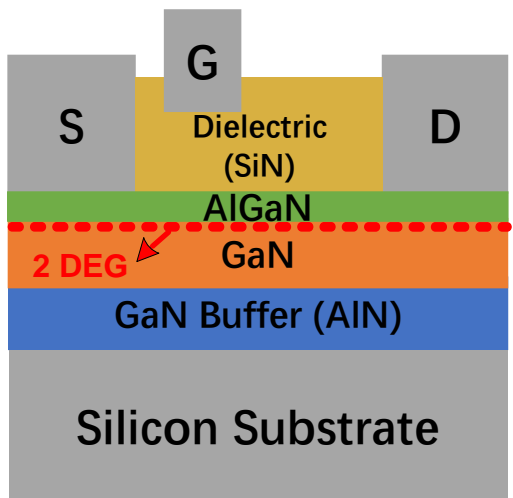 G
S
D
Dielectric
(SiN)
AlGaN
2 DEG
GaN
GaN Buffer (AlN)
Silicon Substrate